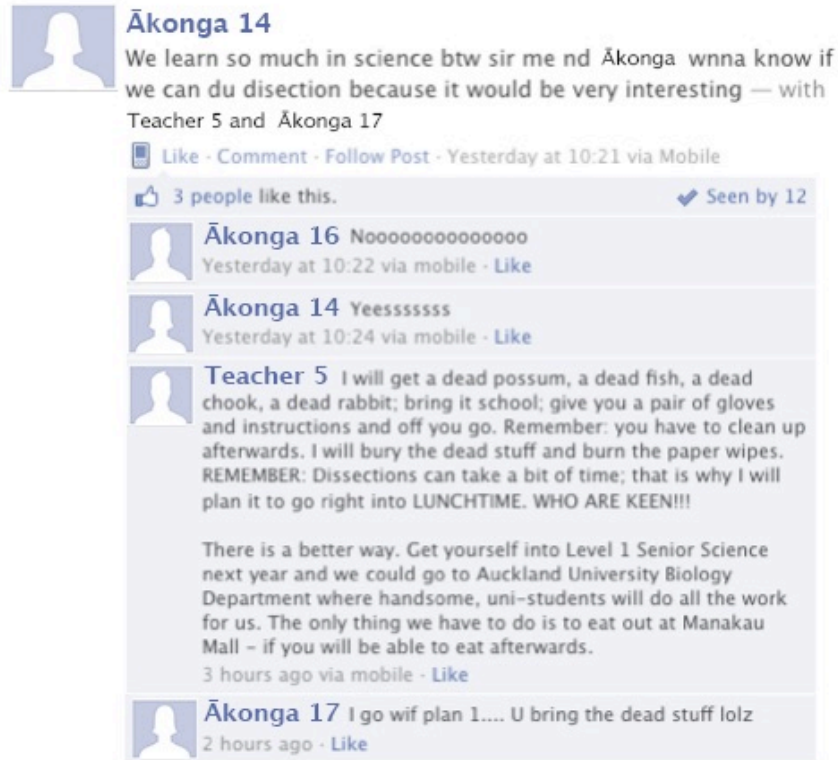 Ākonga 14
We learn so much in science btw sir me nd Ākonga wnna know if
we can du disection because it would be very interesting — with
Teacher 5 and Ākonga 17
Like · Comment · Follow Post · Yesterday at 10:21 via Mobile
3 people like this. Seen by 12
Ākonga 16 Noooooooooooooo
Yesterday at 10:22 via mobile · Like
Ākonga 14 Yeesssssss
Yesterday at 10:24 via mobile · Like
Teacher 5 I will get a dead possum, a dead fish, a dead
chook, a dead rabbit; bring it school; give you a pair of gloves
and instructions and off you go. Remember: you have to clean up
afterwards. I will bury the dead stuff and burn the paper wipes.
REMEMBER: Dissections can take a bit of time; that is why I will
plan it to go right into LUNCHTIME. WHO ARE KEEN!!!
There is a better way. Get yourself into Level 1 Senior Science
next year and we could go to Auckland University Biology
Department where handsome, uni-students will do all the work
for us. The only thing we have to do is to eat out at Manakau
Mall – if you will be able to eat afterwards.
3 hours ago via mobile · Like
Ākonga 17 I go wif plan 1.... U bring the dead stuff lolz
2 hours ago · Like